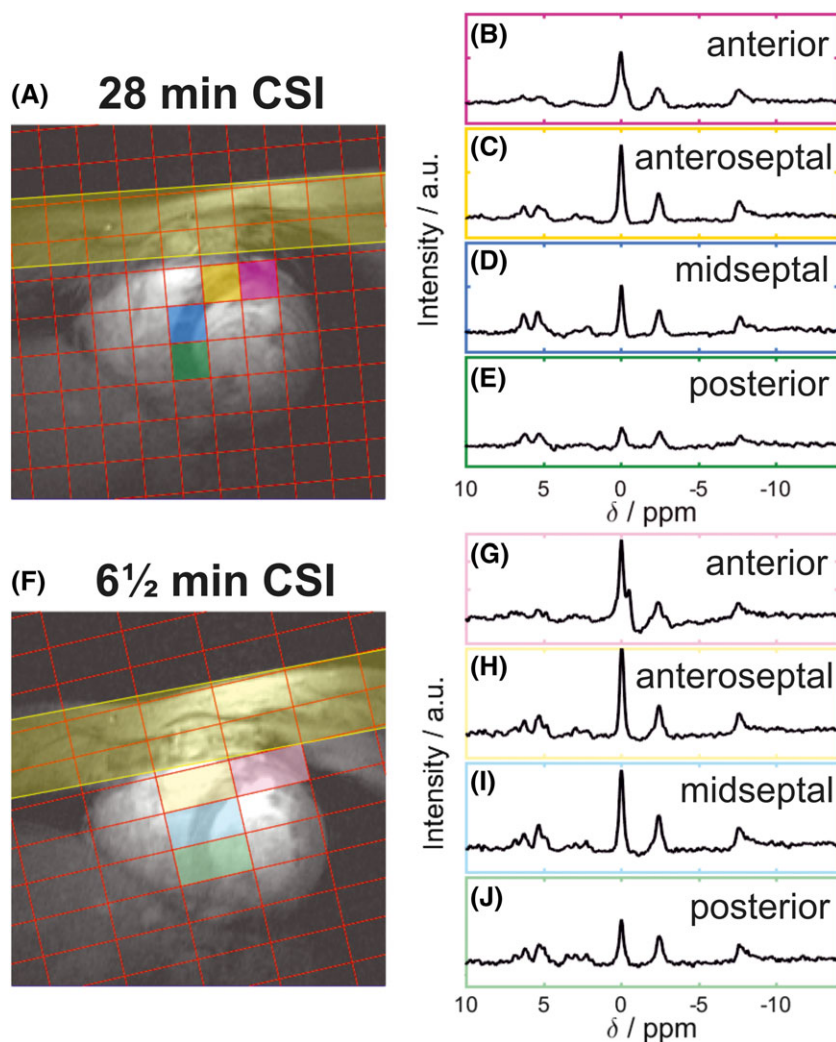 (A) 28 min CSI
(B) anterior
(C) anteroseptal
(D) midseptal
(E) posterior
Intensity / a.u.
10 5 0 -5 -10
δ / ppm
(F) 6½ min CSI
(G) anterior
(H) anteroseptal
(I) midseptal
(J) posterior
Intensity / a.u.
10 5 0 -5 -10
δ / ppm